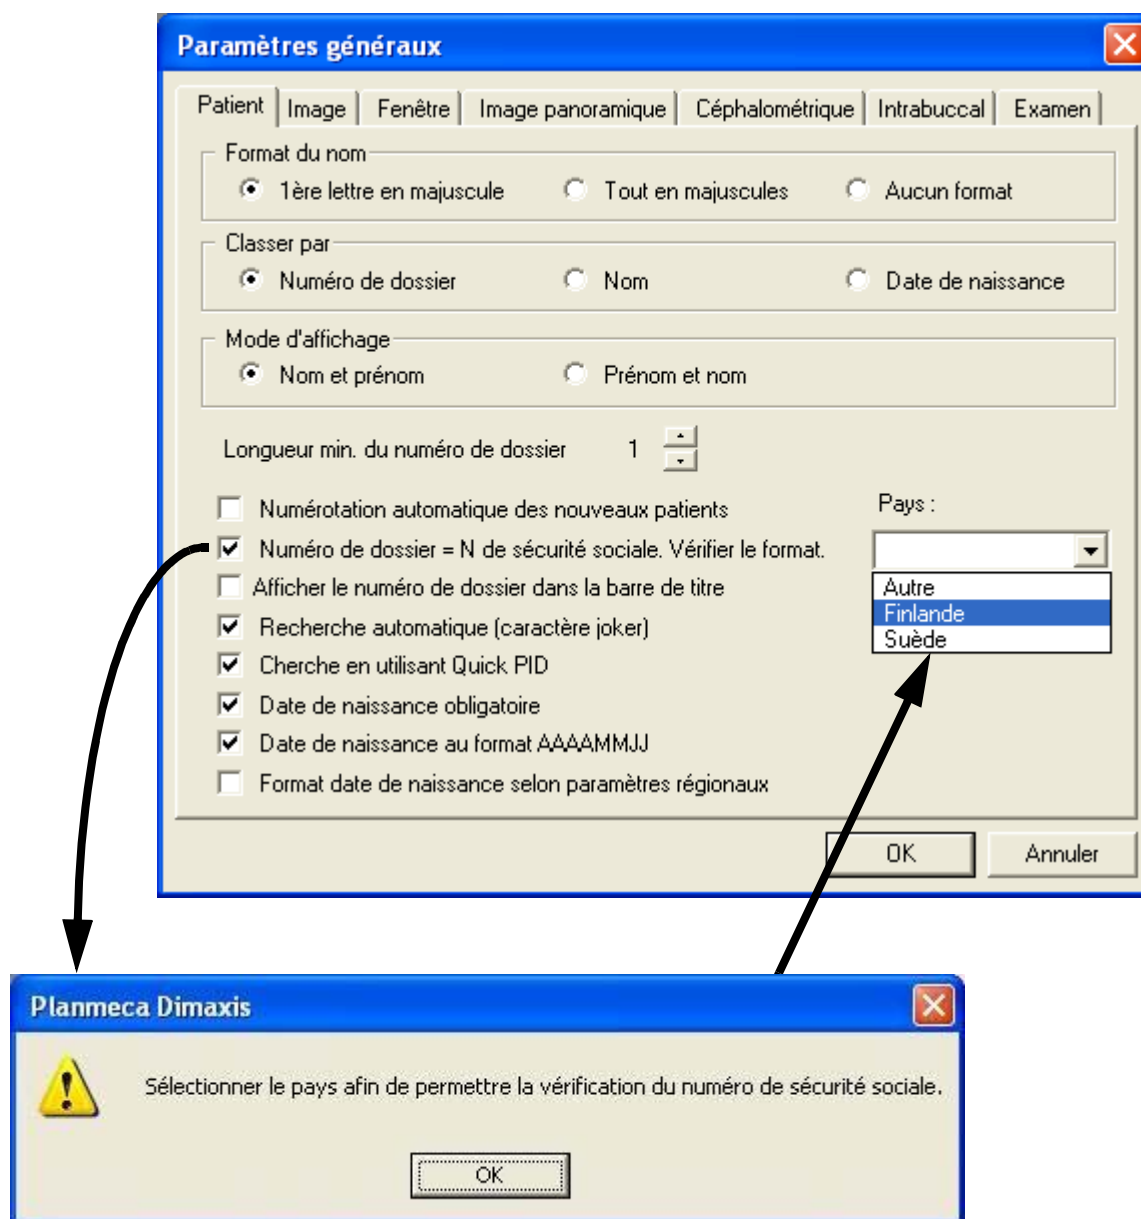 Paramètres généraux
Patient Image Fenêtre Image panoramique Céphalométrique Intrabuccal Examen
Format du nom
1ère lettre en majuscule Tout en majuscules Aucun format
Classer par
Numéro de dossier Nom Date de naissance
Mode d'affichage
Nom et prénom Prénom et nom
Longueur min. du numéro de dossier 1
Numérotation automatique des nouveaux patients
Pays :
Numéro de dossier = N de sécurité sociale. Vérifier le format.
Afficher le numéro de dossier dans la barre de titre
Autre
Finlande
Suède
Recherche automatique (caractère joker)
Cherche en utilisant Quick PID
Date de naissance obligatoire
Date de naissance au format AAAAMMJJ
Format date de naissance selon paramètres régionaux
OK Annuler
Planmeca Dimaxis
Sélectionner le pays afin de permettre la vérification du numéro de sécurité sociale.
OK